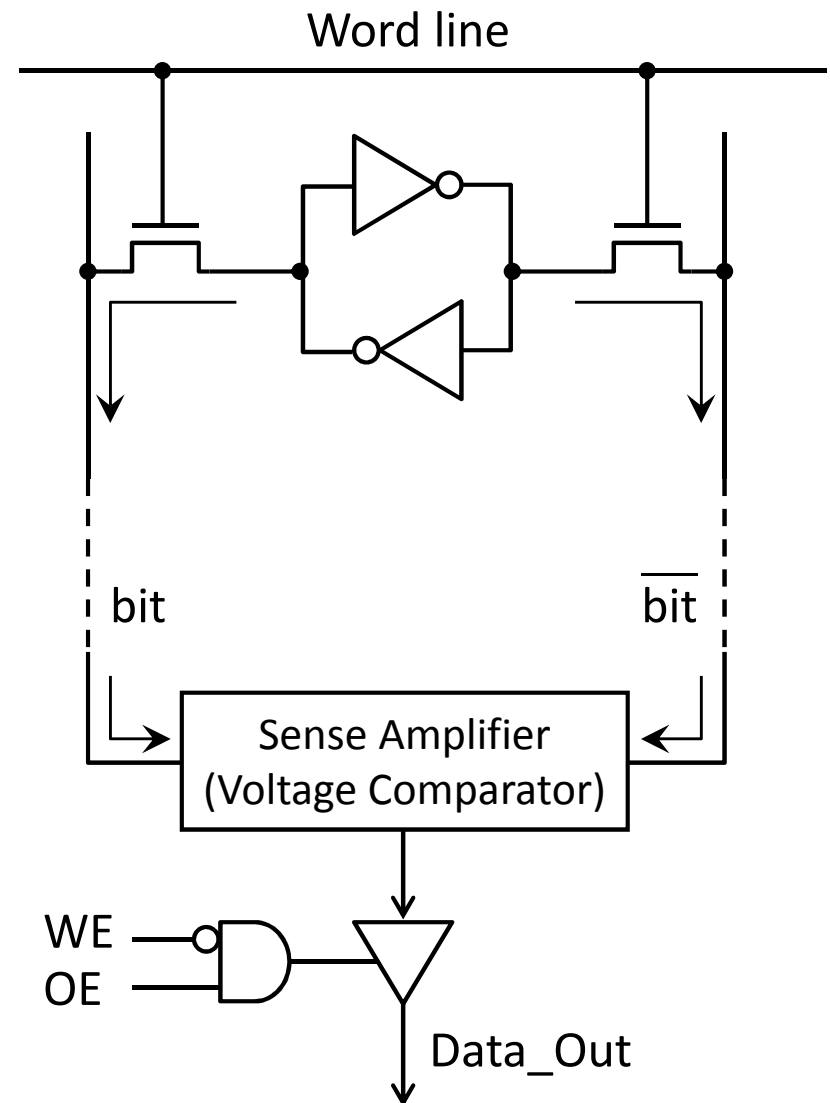 Word line
bit
bit
Sense Amplifier
(Voltage Comparator)
WE
OE
Data_Out